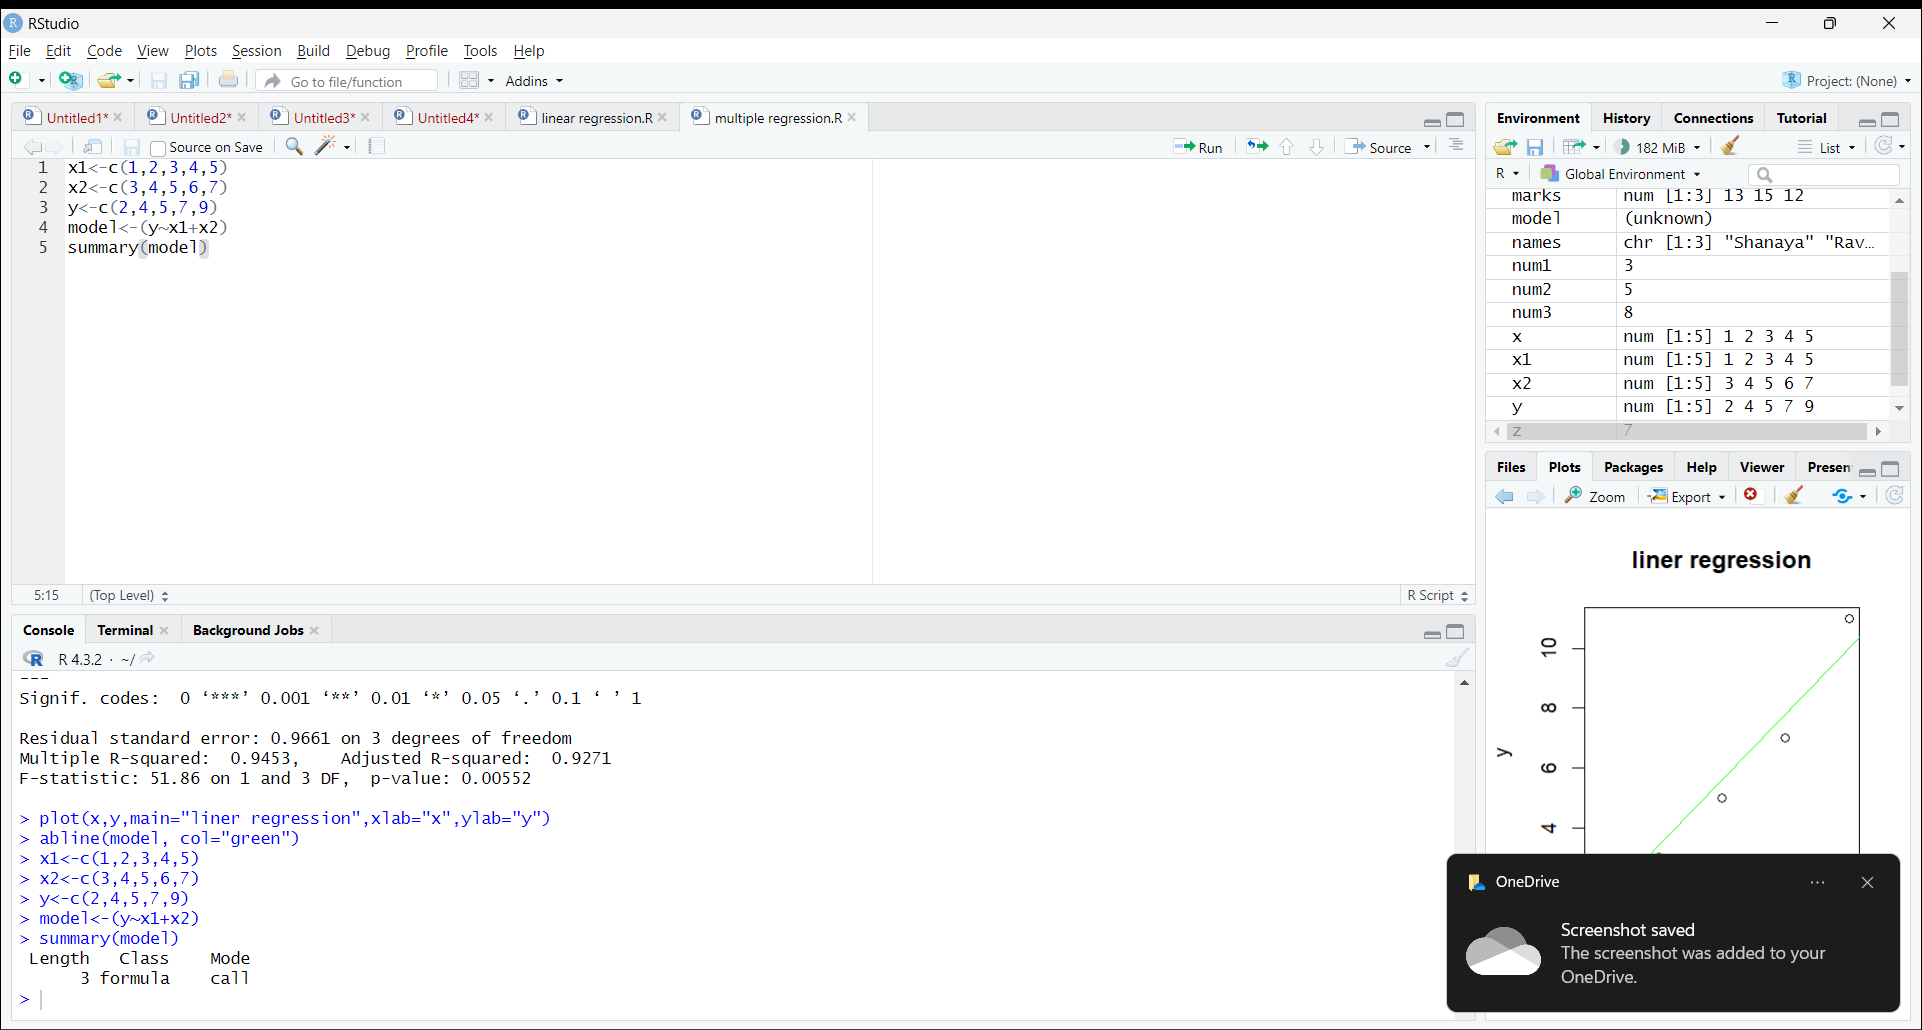 RStudio
File Edit Code View Plots Session Build Debug Profile Tools Help
Go to file/function Addins Project: (None)
Untitled1* Untitled2* Untitled3* Untitled4* linear regression.R multiple regression.R
Source on Save Run Source
1 x1<-c(1,2,3,4,5)
2 x2<-c(3,4,5,6,7)
3 y<-c(2,4,5,7,9)
4 model<-(y~x1+x2)
5 summary(model)
5:15 (Top Level) R Script
Console Terminal Background Jobs
R 4.3.2 · ~/
---
Signif. codes:  0 ‘***’ 0.001 ‘**’ 0.01 ‘*’ 0.05 ‘.’ 0.1 ‘ ’ 1
Residual standard error: 0.9661 on 3 degrees of freedom
Multiple R-squared:  0.9453,    Adjusted R-squared:  0.9271
F-statistic: 51.86 on 1 and 3 DF,  p-value: 0.00552
> plot(x,y,main="liner regression",xlab="x",ylab="y")
> abline(model, col="green")
> x1<-c(1,2,3,4,5)
> x2<-c(3,4,5,6,7)
> y<-c(2,4,5,7,9)
> model<-(y~x1+x2)
> summary(model)
Length   Class    Mode
3 formula    call
>
Environment History Connections Tutorial
182 MiB List
R Global Environment
marks num [1:3] 13 15 12
model (unknown)
names chr [1:3] "Shanaya" "Rav…
num1 3
num2 5
num3 8
x num [1:5] 1 2 3 4 5
x1 num [1:5] 1 2 3 4 5
x2 num [1:5] 3 4 5 6 7
y num [1:5] 2 4 5 7 9
z 7
Files Plots Packages Help Viewer Presen
Zoom Export
liner regression
10
8
6
4
y
OneDrive
Screenshot saved
The screenshot was added to your
OneDrive.